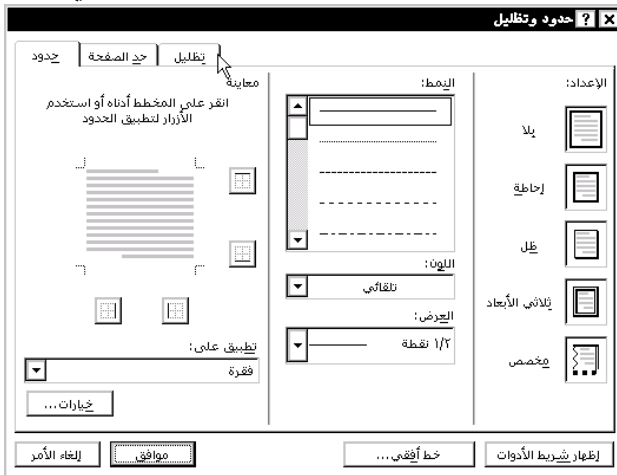 حدود وتظليل
حدود
حد الصفحة
تظليل
الإعداد:
بلا
إحاطة
ظل
ثلاثي الأبعاد
مخصص
النمط:
اللون:
تلقائي
العرض:
١/٢ نقطة
معاينة
انقر على المخطط أدناه أو استخدم
الأزرار لتطبيق الحدود
تطبيق على:
فقرة
خيارات...
إظهار شريط الأدوات
خط أفقي...
موافق
إلغاء الأمر